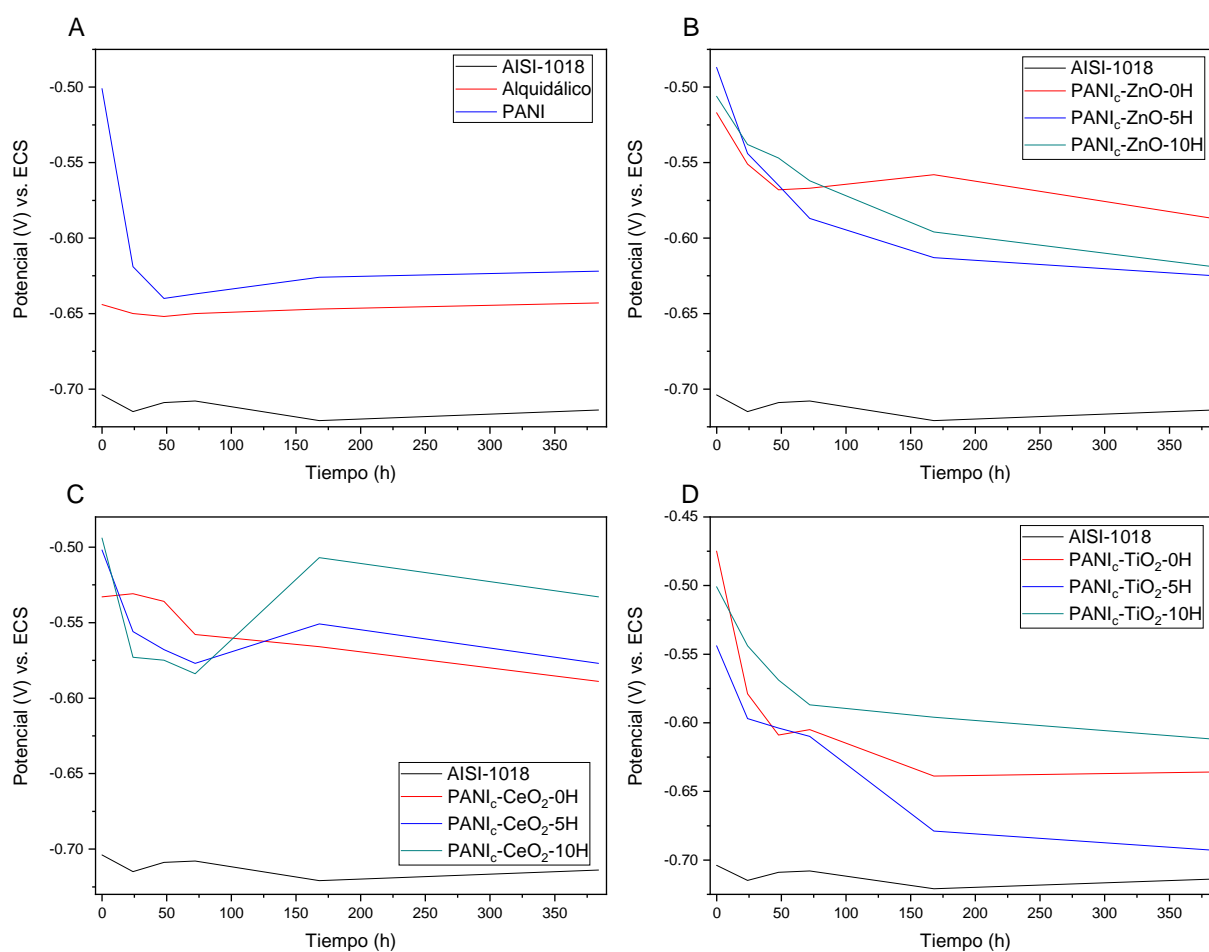 A
-0.50
-0.55
-0.60
-0.65
-0.70
Potencial (V) vs. ECS
AISI-1018
Alquidálico
PANI
0 50 100 150 200 250 300 350
Tiempo (h)
B
-0.50
-0.55
-0.60
-0.65
-0.70
Potencial (V) vs. ECS
AISI-1018
PANIc-ZnO-0H
PANIc-ZnO-5H
PANIc-ZnO-10H
0 50 100 150 200 250 300 350
Tiempo (h)
C
-0.50
-0.55
-0.60
-0.65
-0.70
Potencial (V) vs. ECS
AISI-1018
PANIc-CeO2-0H
PANIc-CeO2-5H
PANIc-CeO2-10H
0 50 100 150 200 250 300 350
Tiempo (h)
D
-0.45
-0.50
-0.55
-0.60
-0.65
-0.70
Potencial (V) vs. ECS
AISI-1018
PANIc-TiO2-0H
PANIc-TiO2-5H
PANIc-TiO2-10H
0 50 100 150 200 250 300 350
Tiempo (h)